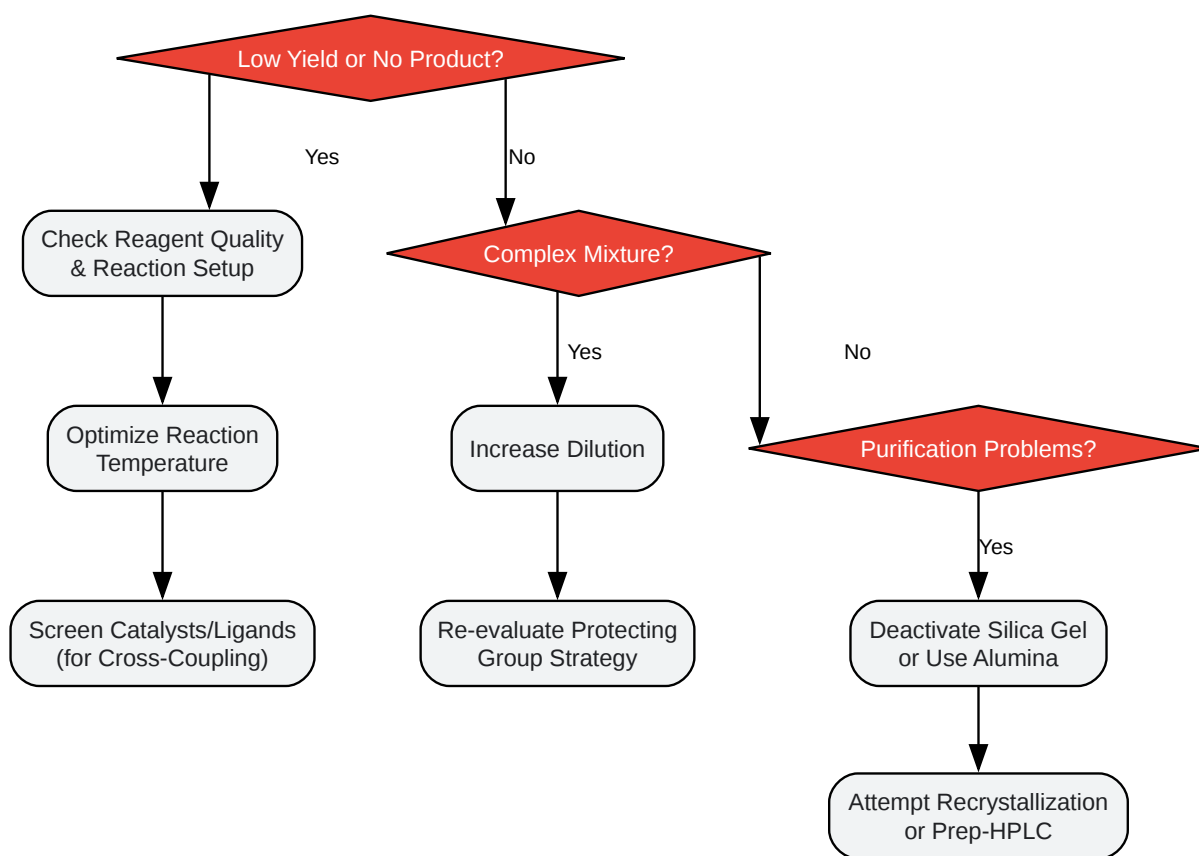 Low Yield or No Product?
Yes
No
Check Reagent Quality
& Reaction Setup
Complex Mixture?
Yes
No
Optimize Reaction
Temperature
Increase Dilution
Purification Problems?
Yes
Screen Catalysts/Ligands
(for Cross-Coupling)
Re-evaluate Protecting
Group Strategy
Deactivate Silica Gel
or Use Alumina
Attempt Recrystallization
or Prep-HPLC